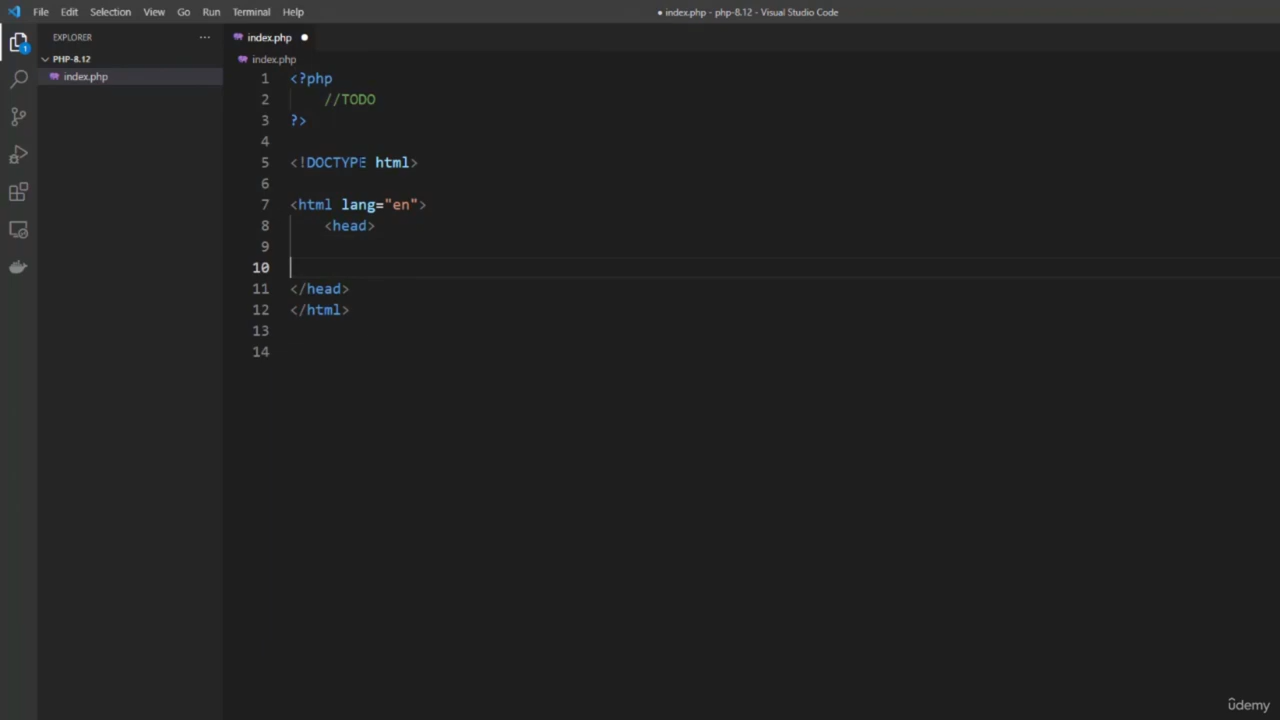 File Edit Selection View Go Run Terminal Help
● index.php - php-8.12 - Visual Studio Code
EXPLORER ...
index.php ●
PHP-8.12
index.php
index.php
1
1 <?php
2 //TODO
3 ?>
4
5 <!DOCTYPE html>
6
7 <html lang="en">
8 <head>
9
10
11 </head>
12 </html>
13
14
ûdemy